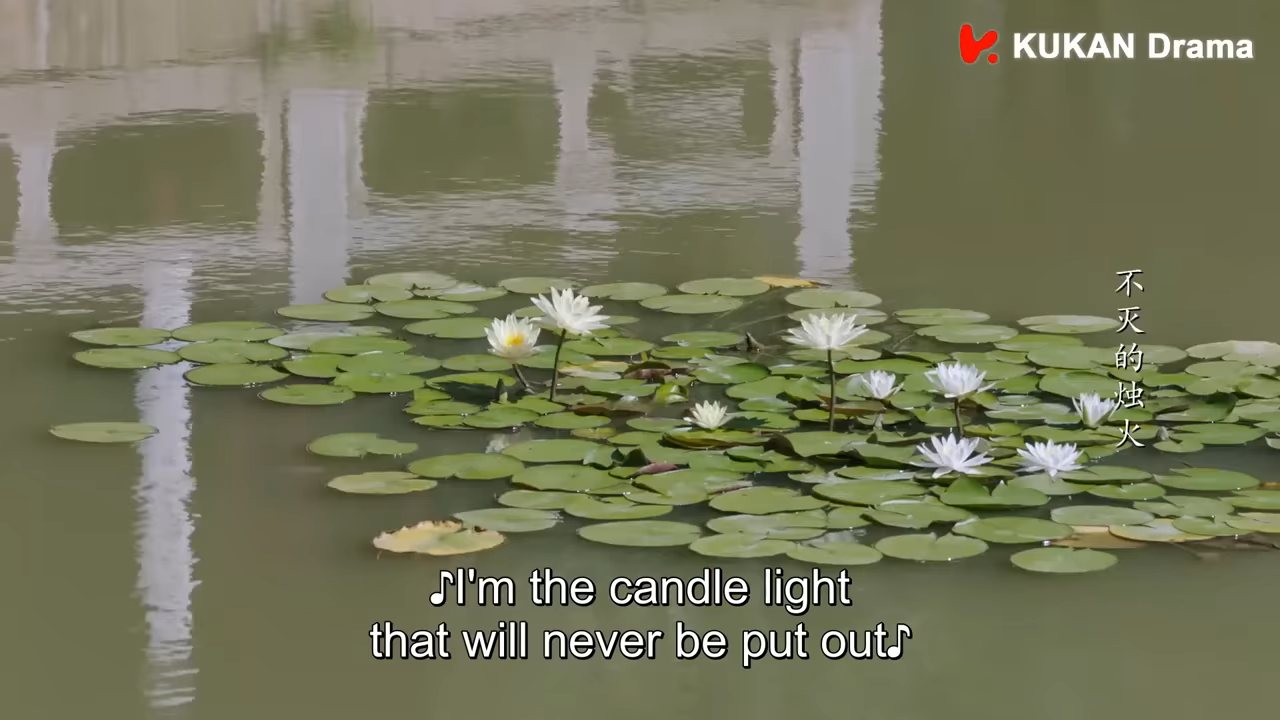 KUKAN Drama
不灭的烛火
♪I'm the candle light
that will never be put out♪